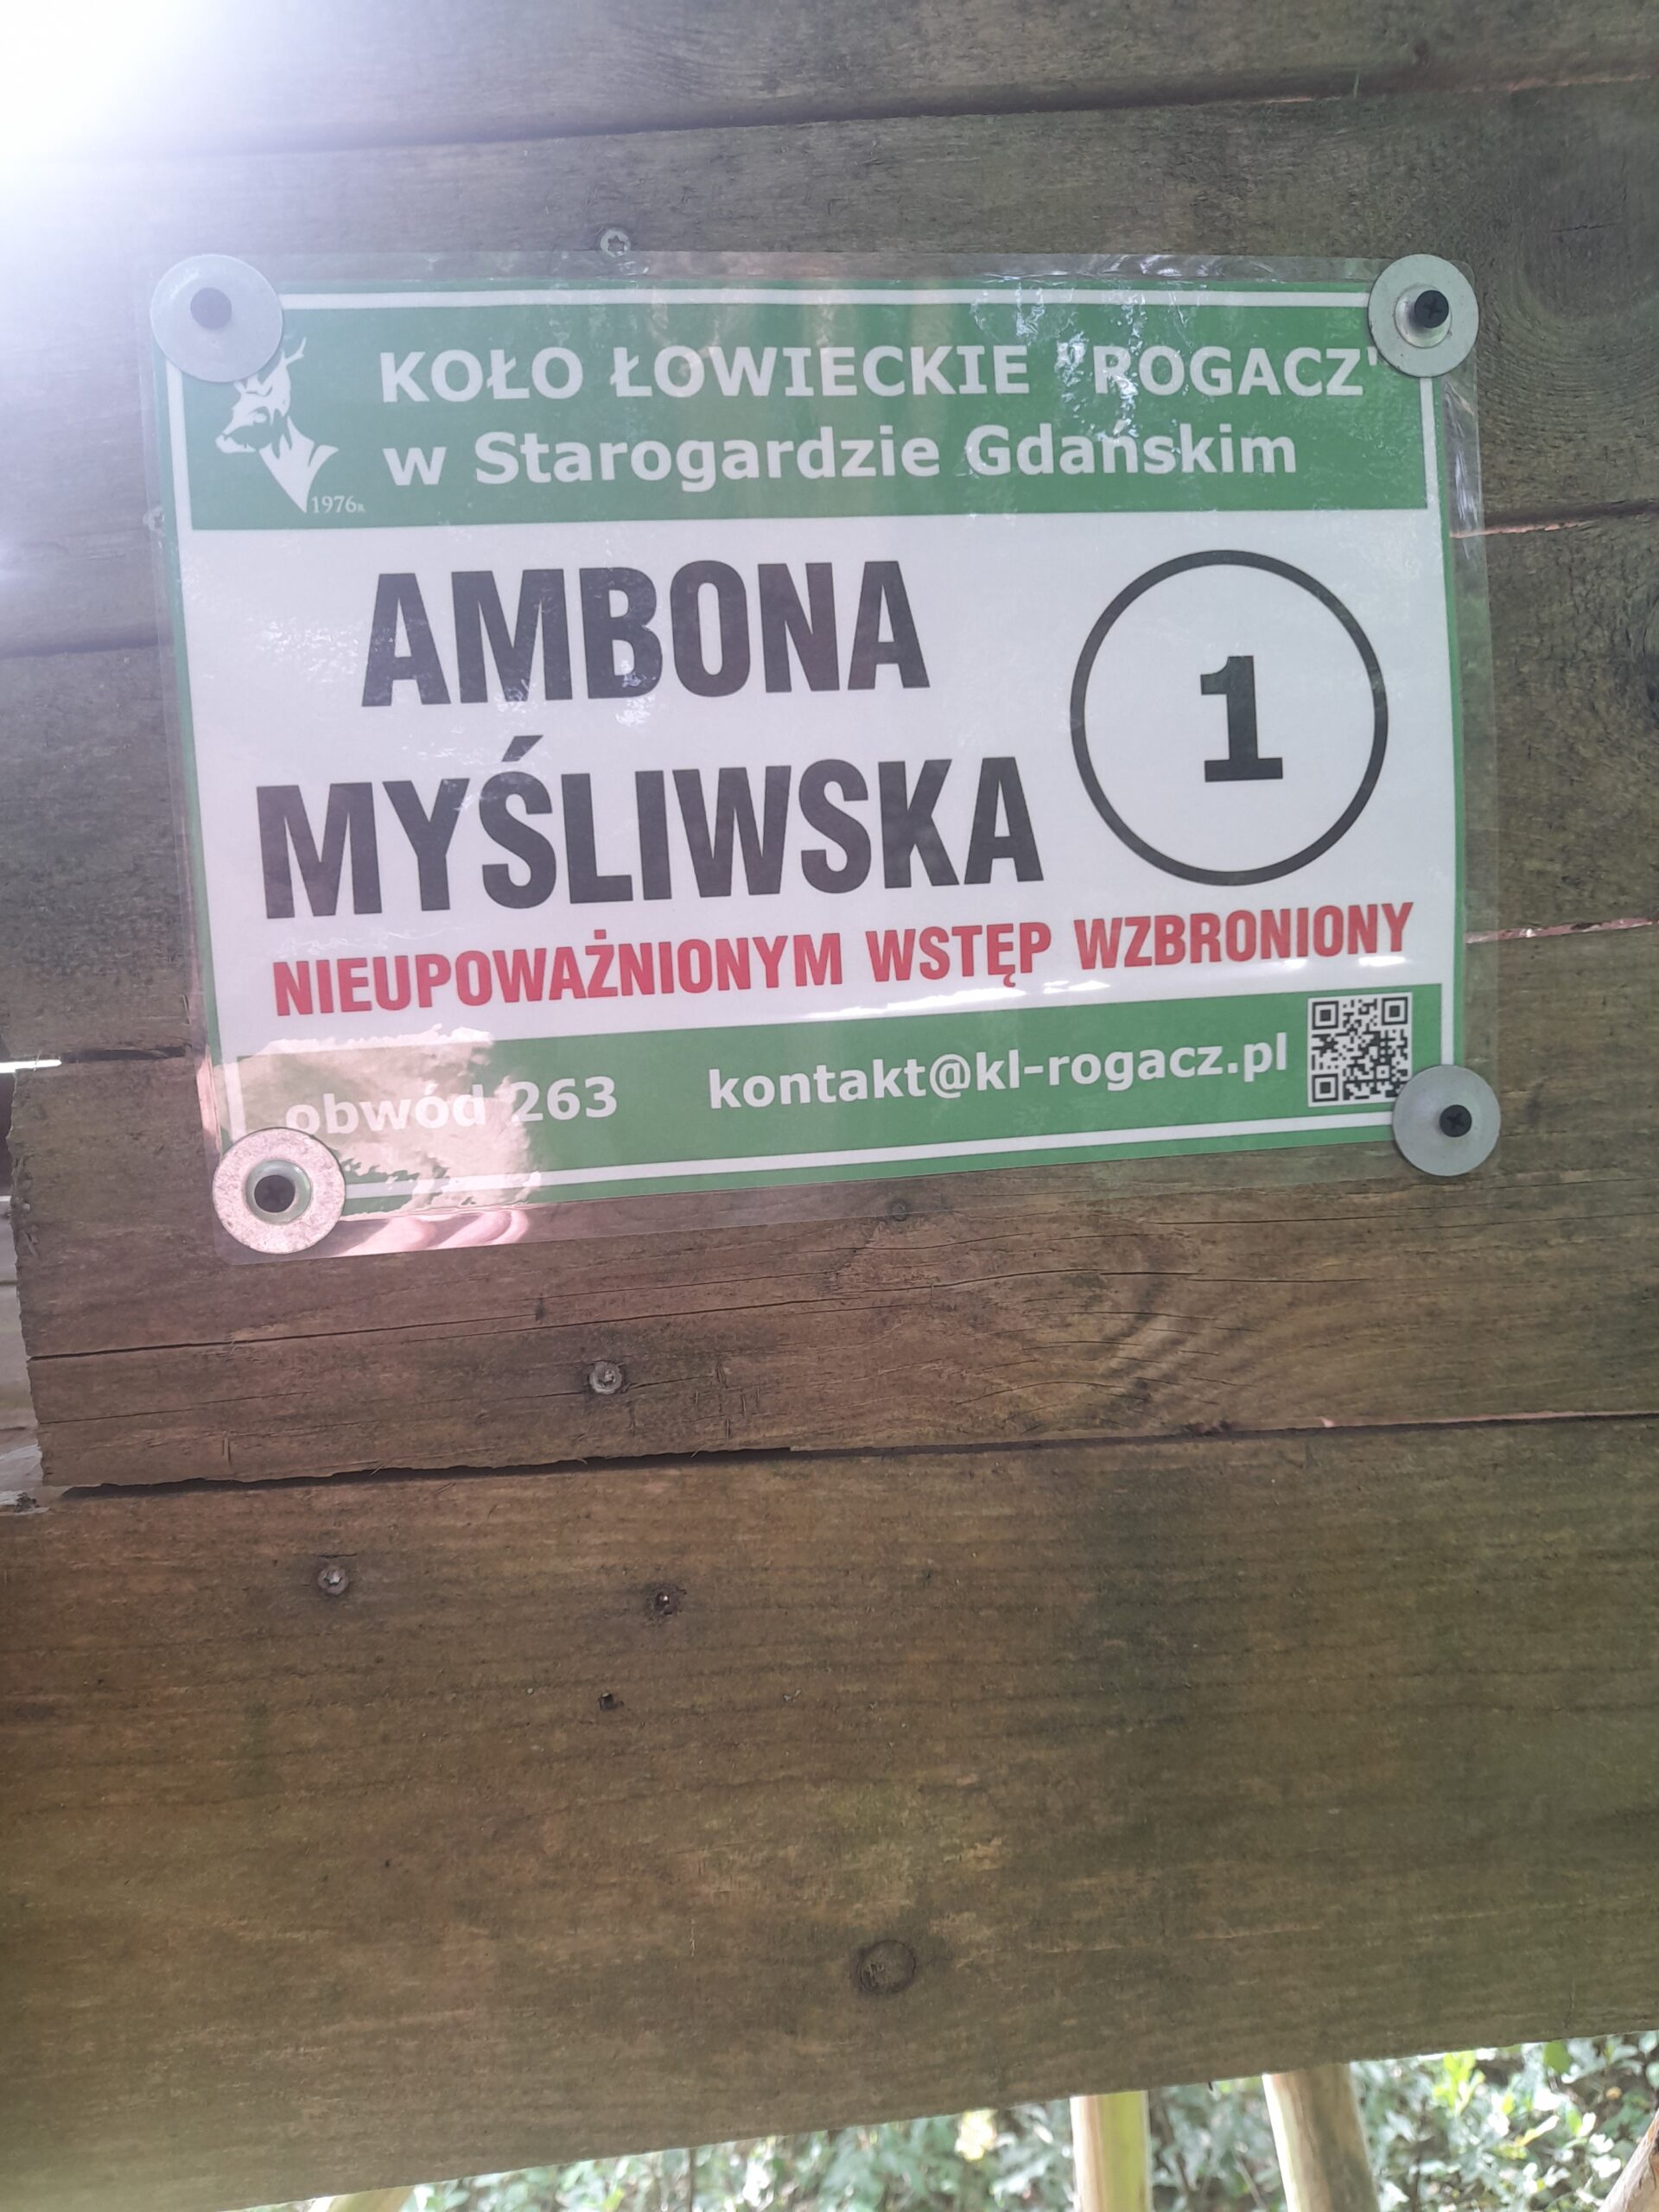 KOŁO ŁOWIECKIE "ROGACZ"
w Starogardzie Gdańskim
1976R.
AMBONA
MYŚLIWSKA
1
NIEUPOWAŻNIONYM WSTĘP WZBRONIONY
obwód 263 kontakt@kl-rogacz.pl